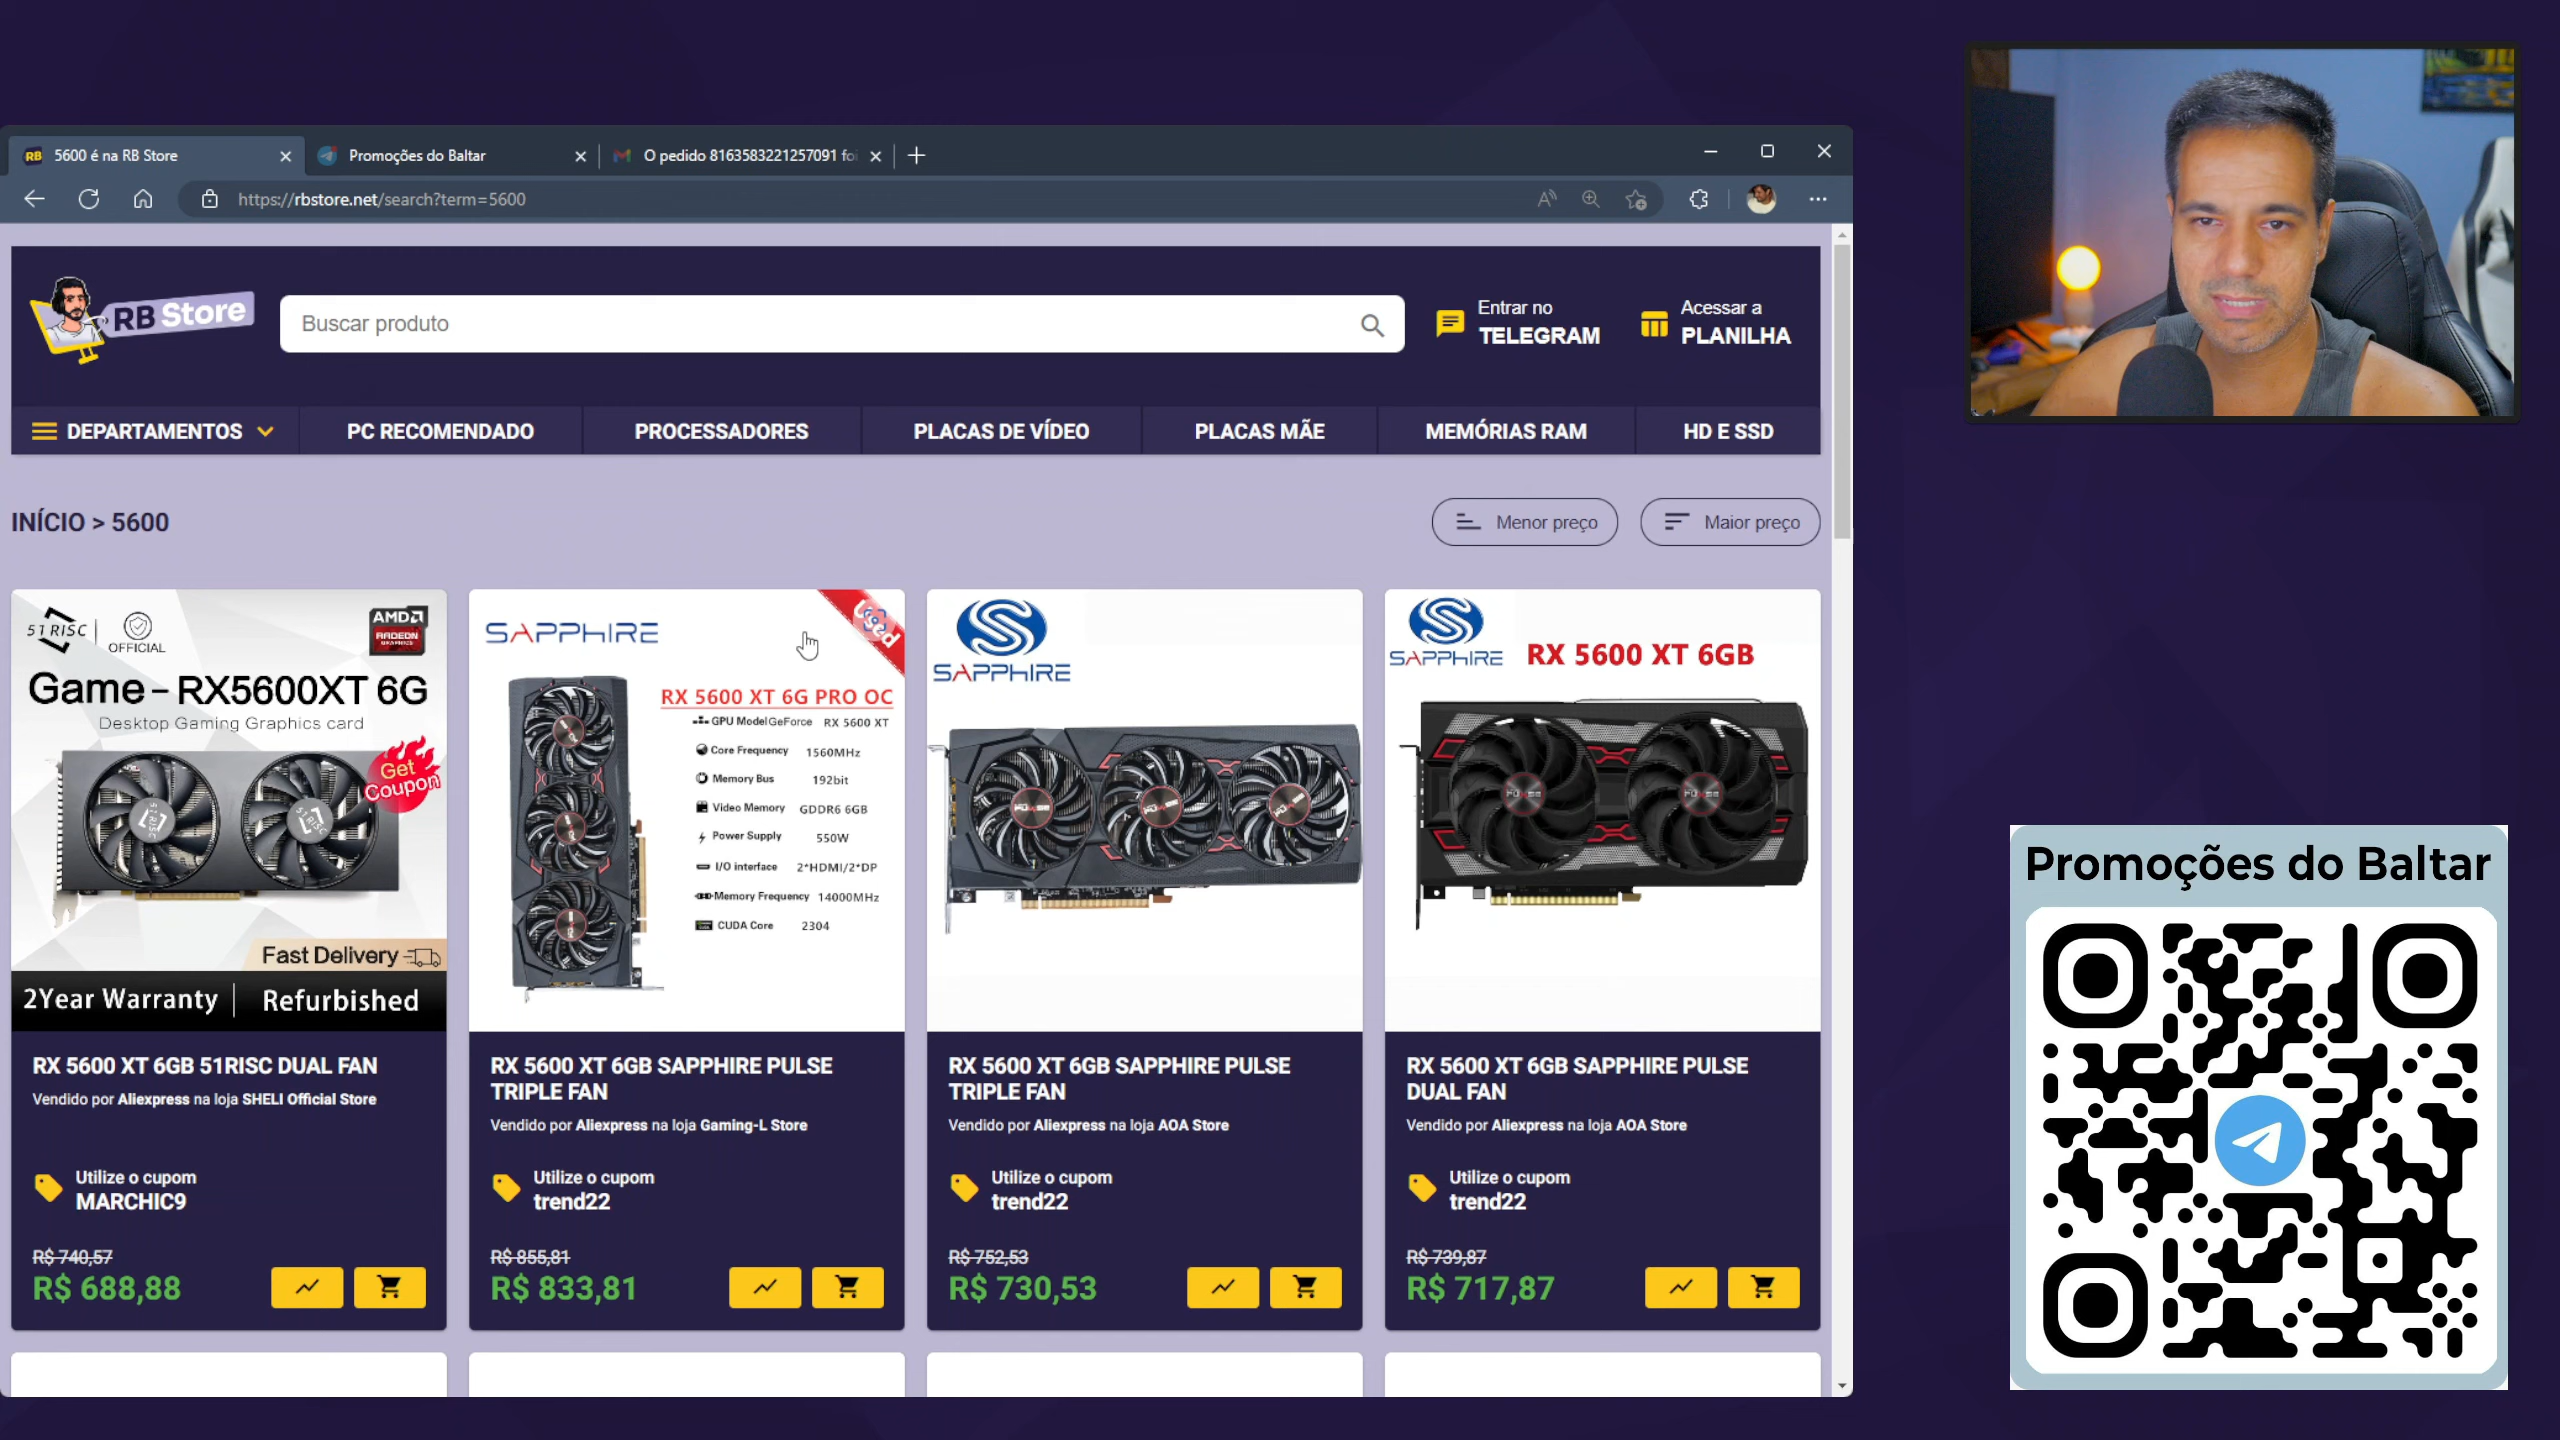 5600 é na RB Store
Promoções do Baltar
O pedido 8163583221257091 foi
https://rbstore.net/search?term=5600
RB Store
Buscar produto
Entrar no
TELEGRAM
Acessar a
PLANILHA
DEPARTAMENTOS
PC RECOMENDADO
PROCESSADORES
PLACAS DE VÍDEO
PLACAS MÃE
MEMÓRIAS RAM
HD E SSD
INÍCIO > 5600
Menor preço
Maior preço
51RISC
OFFICIAL
AMD
RADEON
GRAPHICS
Game - RX5600XT 6G
Desktop Gaming Graphics card
Get
Coupon
Fast Delivery
2Year Warranty
Refurbished
RX 5600 XT 6GB 51RISC DUAL FAN
Vendido por Aliexpress na loja SHELI Official Store
Utilize o cupom
MARCHIC9
R$ 740,57
R$ 688,88
SAPPHIRE
RX 5600 XT 6G PRO OC
GPU Model GeForce RX 5600 XT
Core Frequency 1560MHz
Memory Bus 192bit
Video Memory GDDR6 6GB
Power Supply 550W
I/O interface 2*HDMI/2*DP
Memory Frequency 14000MHz
CUDA Core 2304
RX 5600 XT 6GB SAPPHIRE PULSE
TRIPLE FAN
Vendido por Aliexpress na loja Gaming-L Store
Utilize o cupom
trend22
R$ 855,81
R$ 833,81
SAPPHIRE
RX 5600 XT 6GB SAPPHIRE PULSE
TRIPLE FAN
Vendido por Aliexpress na loja AOA Store
Utilize o cupom
trend22
R$ 752,53
R$ 730,53
SAPPHIRE
RX 5600 XT 6GB
RX 5600 XT 6GB SAPPHIRE PULSE
DUAL FAN
Vendido por Aliexpress na loja AOA Store
Utilize o cupom
trend22
R$ 739,87
R$ 717,87
Promoções do Baltar